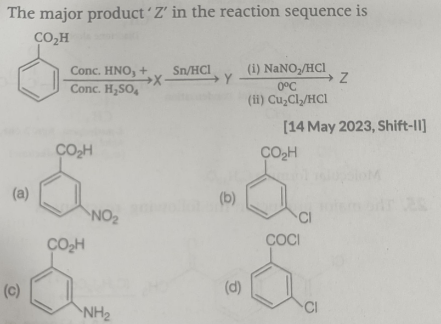 The major product ‘Z’ in the reaction sequence is
CO₂H
Conc. HNO₃ +
Conc. H₂SO₄
X
Sn/HCl
Y
(i) NaNO₂/HCl
0°C
(ii) Cu₂Cl₂/HCl
Z
[14 May 2023, Shift-II]
(a)
CO₂H
NO₂
(b)
CO₂H
Cl
(c)
CO₂H
NH₂
(d)
COCl
Cl